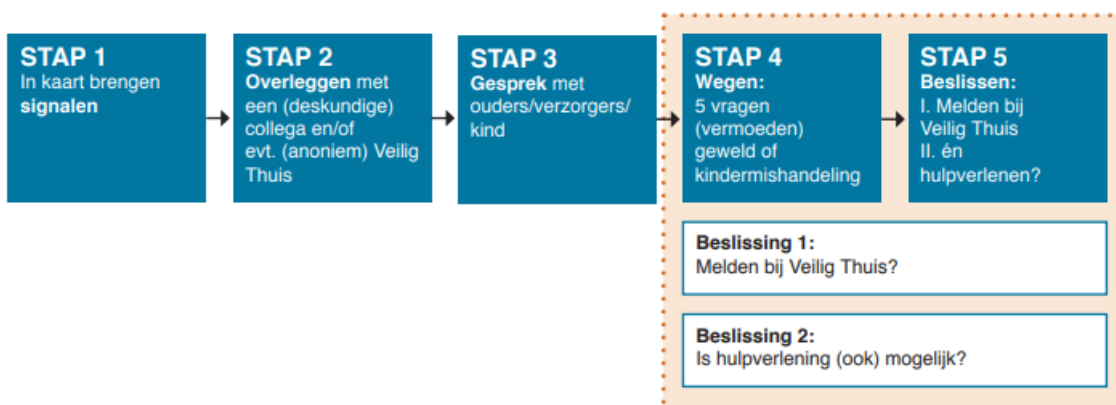 STAP 1
In kaart brengen
signalen
STAP 2
Overleggen met
een (deskundige)
collega en/of
evt. (anoniem) Veilig
Thuis
STAP 3
Gesprek met
ouders/verzorgers/
kind
STAP 4
Wegen:
5 vragen
(vermoeden)
geweld of
kindermishandeling
STAP 5
Beslissen:
I. Melden bij
Veilig Thuis
II. én
hulpverlenen?
Beslissing 1:
Melden bij Veilig Thuis?
Beslissing 2:
Is hulpverlening (ook) mogelijk?